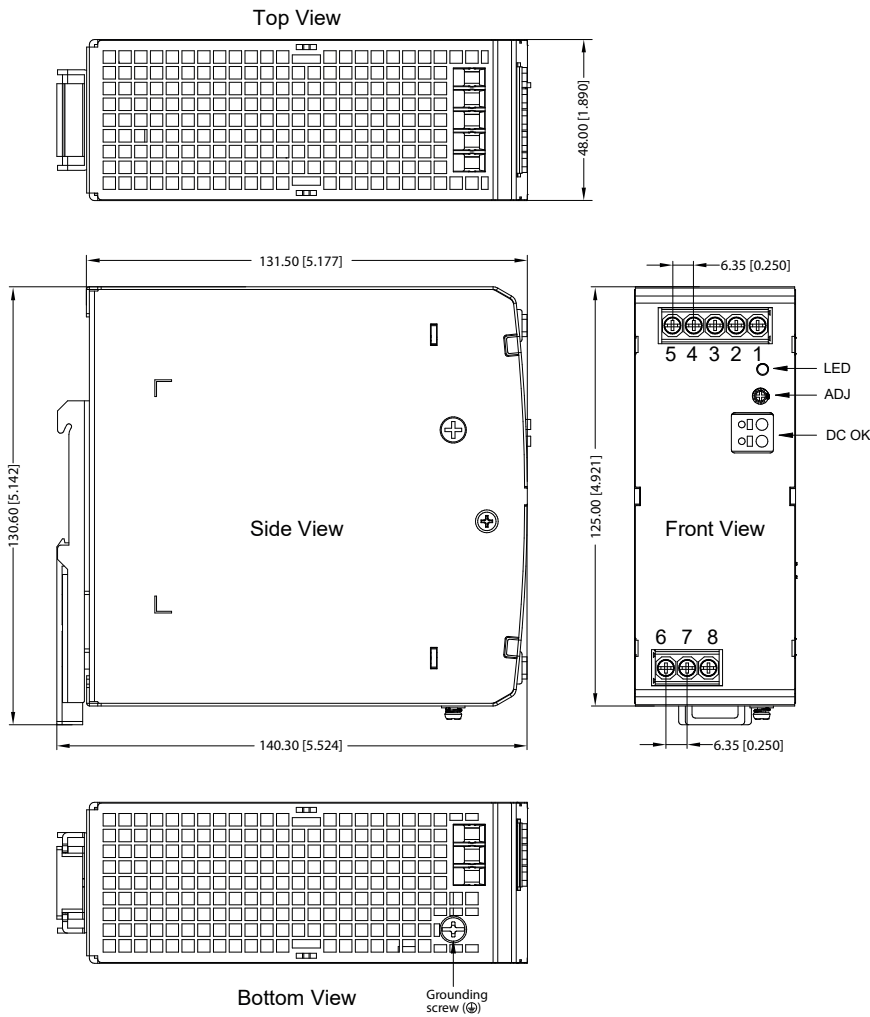 Top View
48.00 [1.890]
131.50 [5.177]
6.35 [0.250]
5 4 3 2 1
LED
ADJ
DC OK
130.60 [5.142]
Side View
125.00 [4.921]
Front View
6 7 8
140.30 [5.524]
6.35 [0.250]
Bottom View
Grounding
screw (⏚)